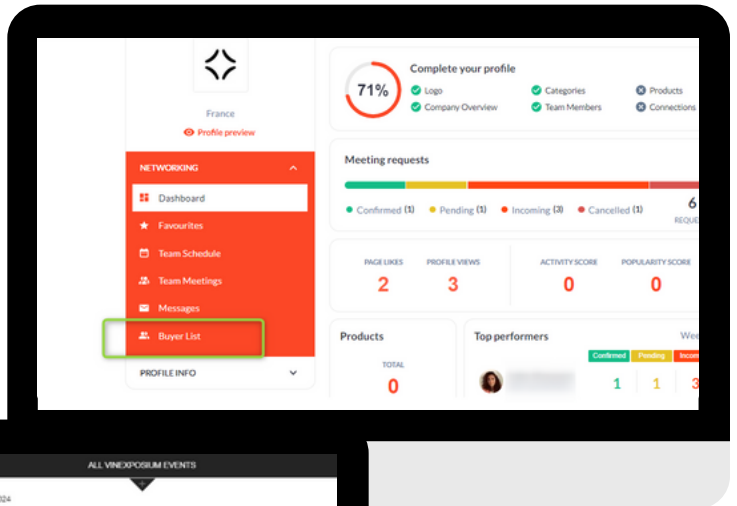 France
Profile preview
NETWORKING
Dashboard
Favourites
Team Schedule
Team Meetings
Messages
Buyer List
PROFILE INFO
71%
Complete your profile
Logo
Categories
Products
Company Overview
Team Members
Connections
Meeting requests
Confirmed (1)
Pending (1)
Incoming (3)
Cancelled (1)
6
PAGE LIKES
PROFILE VIEWS
ACTIVITY SCORE
POPULARITY SCORE
2
3
0
0
Products
TOTAL
0
Top performers
Confirmed
Pending
1
1
3
ALL VINEXPOSIUM EVENTS